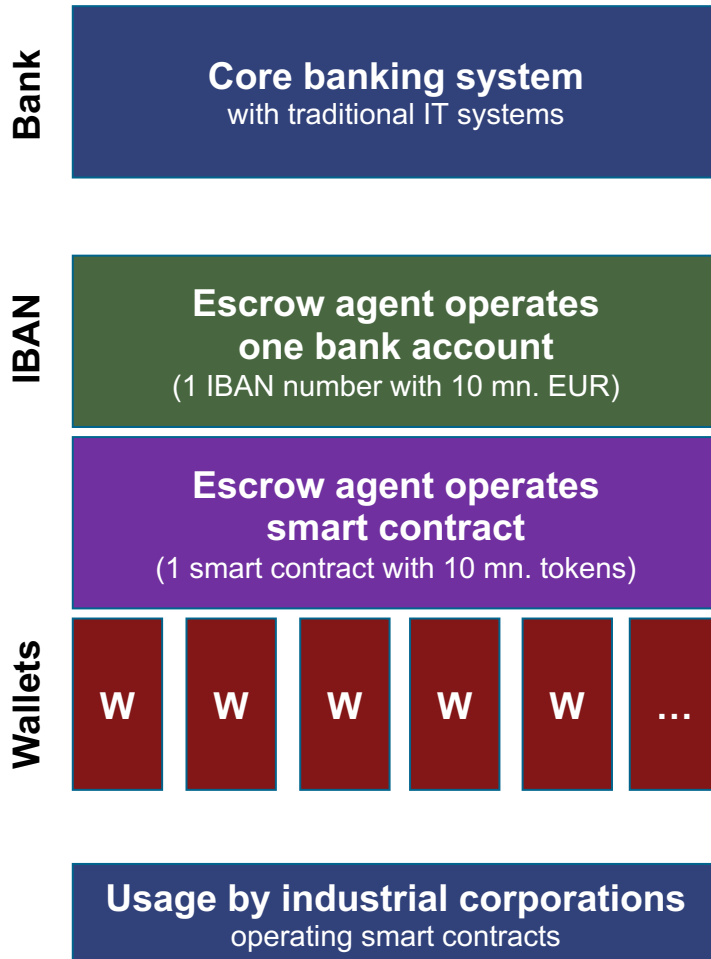 Bank
Core banking system
with traditional IT systems
IBAN
Escrow agent operates
one bank account
(1 IBAN number with 10 mn. EUR)
Escrow agent operates
smart contract
(1 smart contract with 10 mn. tokens)
Wallets
W W W W W ...
Usage by industrial corporations
operating smart contracts